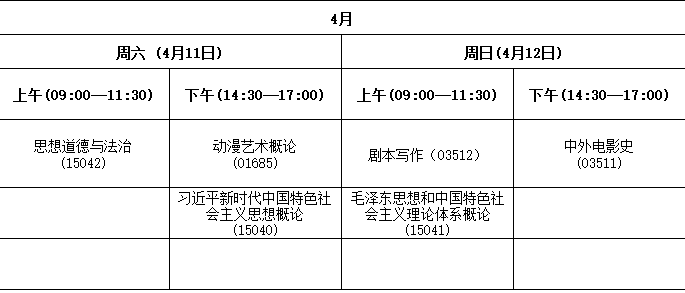 4月
周六 (4月11日)
周日(4月12日)
上午(09:00—11:30)
下午(14:30—17:00)
上午(09:00—11:30)
下午(14:30—17:00)
思想道德与法治
(15042)
动漫艺术概论
(01685)
剧本写作（03512）
中外电影史
(03511)
习近平新时代中国特色社
会主义思想概论
(15040)
毛泽东思想和中国特色社
会主义理论体系概论
(15041)